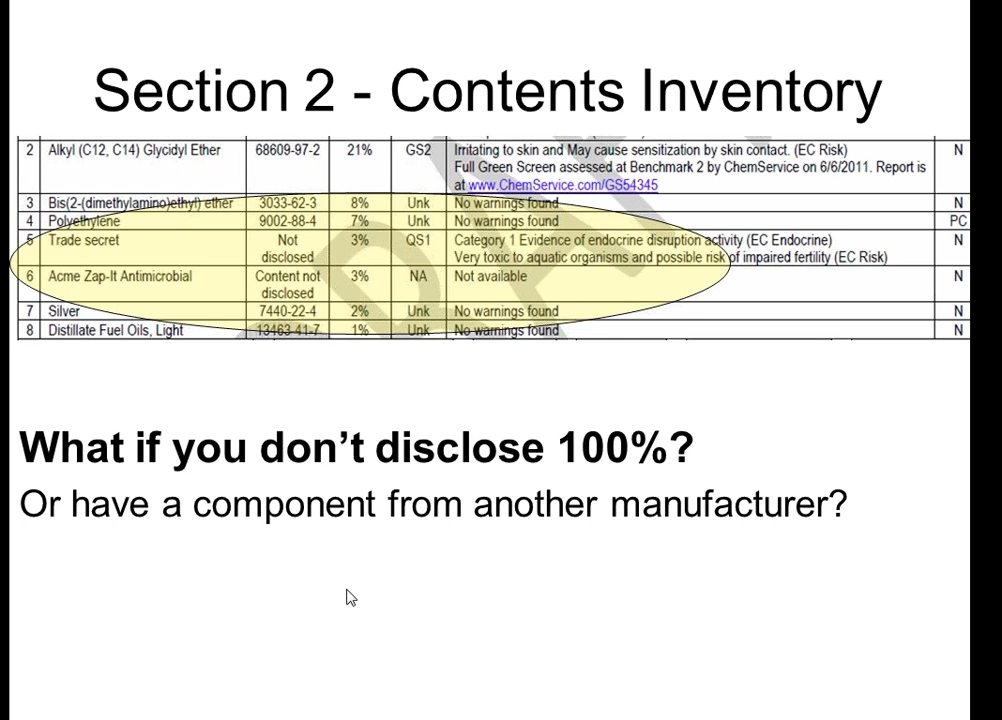 Section 2 - Contents Inventory
2 Alkyl (C12, C14) Glycidyl Ether 68609-97-2 21% GS2 Irritating to skin and May cause sensitization by skin contact. (EC Risk) N
Full Green Screen assessed at Benchmark 2 by ChemService on 6/6/2011. Report is
at www.ChemService.com/GS54345
3 Bis(2-(dimethylamino)ethyl) ether 3033-62-3 8% Unk No warnings found N
4 Polyethylene 9002-88-4 7% Unk No warnings found PC
5 Trade secret Not 3% QS1 Category 1 Evidence of endocrine disruption activity (EC Endocrine) N
disclosed Very toxic to aquatic organisms and possible risk of impaired fertility (EC Risk)
6 Acme Zap-It Antimicrobial Content not 3% NA Not available N
disclosed
7 Silver 7440-22-4 2% Unk No warnings found N
8 Distillate Fuel Oils, Light 13463-41-7 1% Unk No warnings found N
What if you don’t disclose 100%?
Or have a component from another manufacturer?